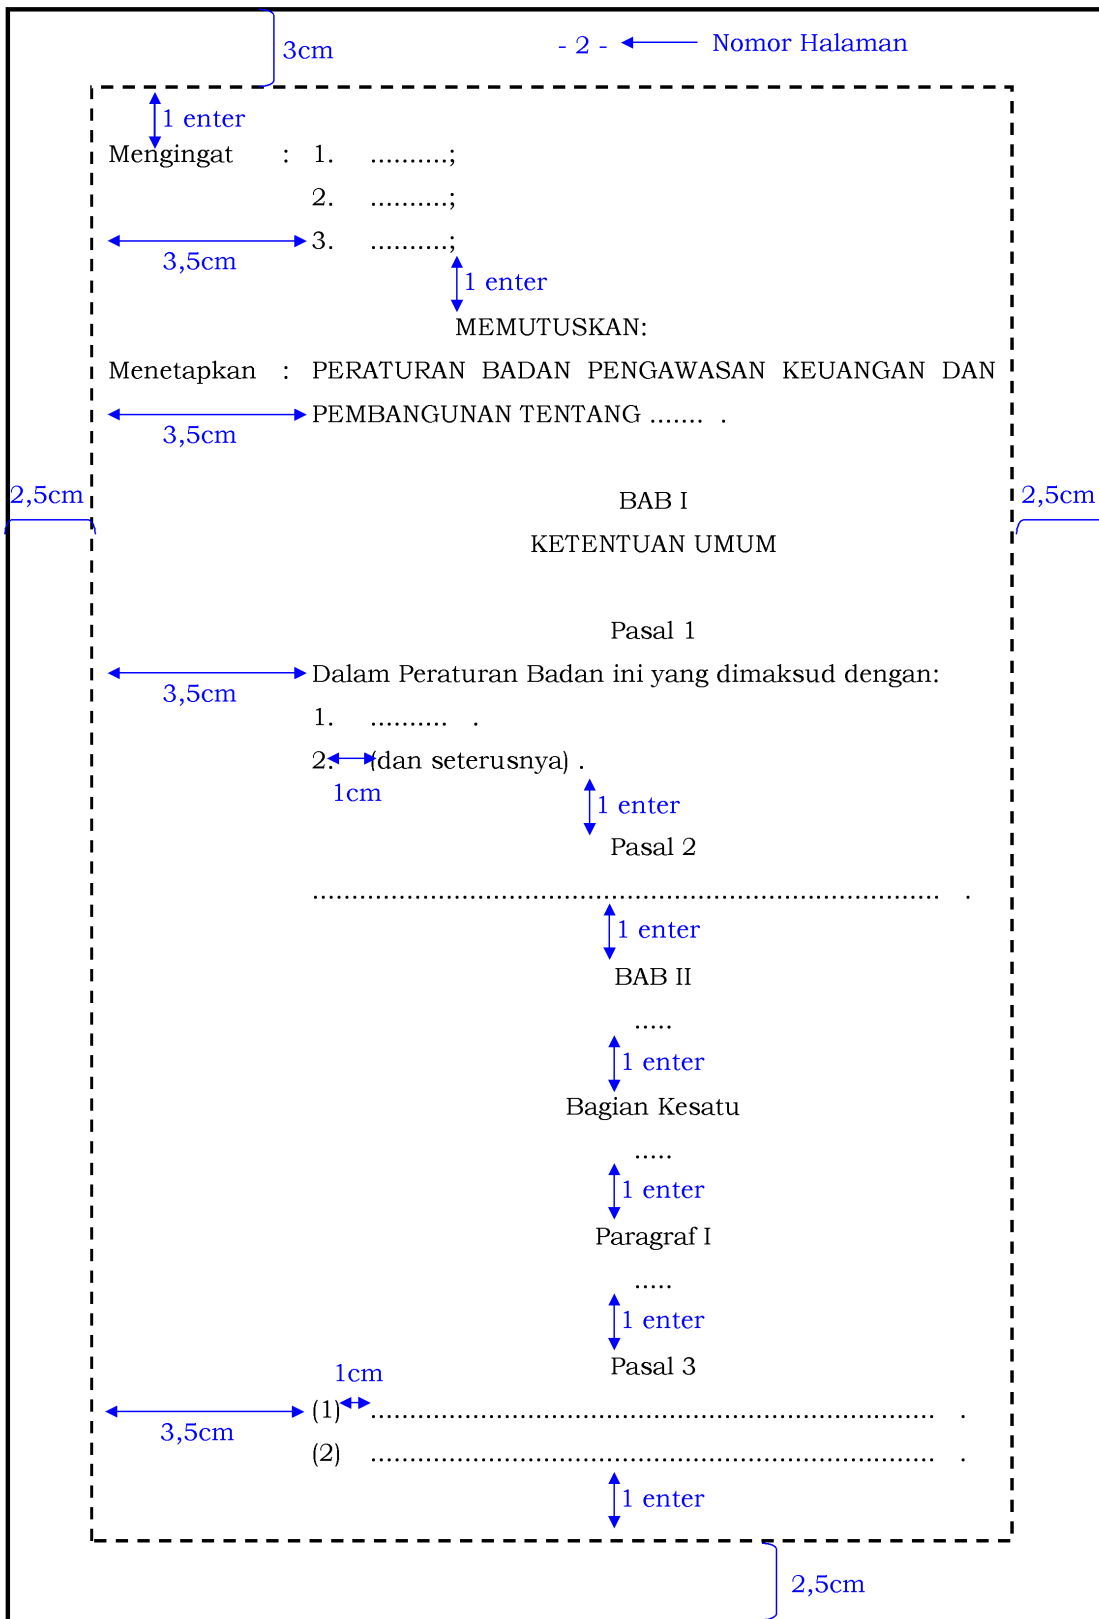 3cm
- 2 - Nomor Halaman
1 enter
Mengingat : 1. ..........;
2. ..........;
3. ..........;
3,5cm
1 enter
MEMUTUSKAN:
Menetapkan : PERATURAN BADAN PENGAWASAN KEUANGAN DAN
PEMBANGUNAN TENTANG ....... .
3,5cm
2,5cm
2,5cm
BAB I
KETENTUAN UMUM
Pasal 1
Dalam Peraturan Badan ini yang dimaksud dengan:
3,5cm
1. .......... .
2. (dan seterusnya) .
1cm
1 enter
Pasal 2
................................................................................ .
1 enter
BAB II
.....
1 enter
Bagian Kesatu
.....
1 enter
Paragraf I
.....
1 enter
Pasal 3
1cm
(1) ........................................................................ .
3,5cm
(2) ........................................................................ .
1 enter
2,5cm